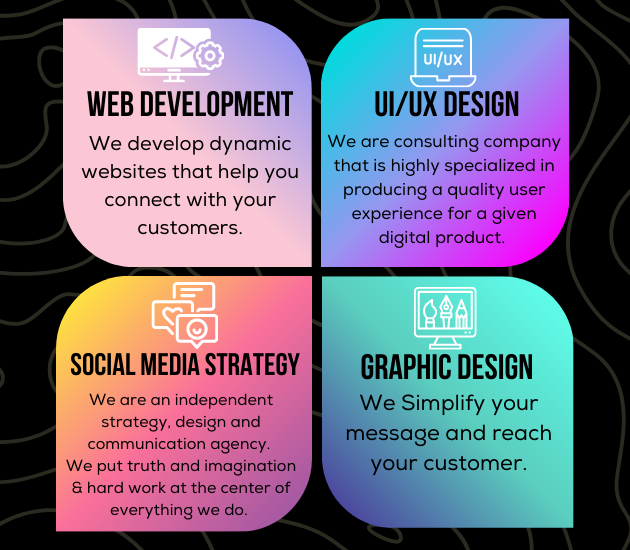 </>
WEB DEVELOPMENT
We develop dynamic
websites that help you
connect with your
customers.
UI/UX
UI/UX DESIGN
We are consulting company
that is highly specialized in
producing a quality user
experience for a given
digital product.
SOCIAL MEDIA STRATEGY
We are an independent
strategy, design and
communication agency.
We put truth and imagination
& hard work at the center of
everything we do.
GRAPHIC DESIGN
We Simplify your
message and reach
your customer.